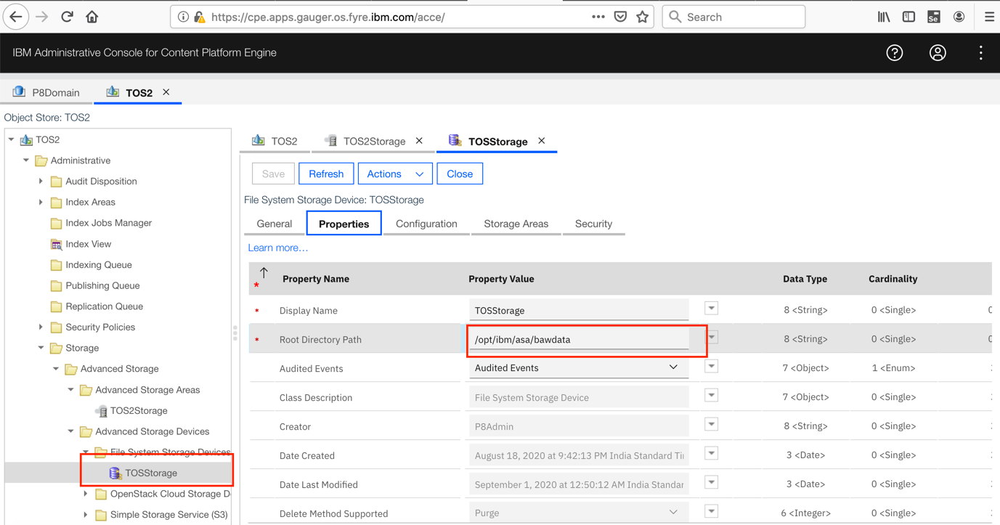 https://cpe.apps.gauger.os.fyre.ibm.com/acce/
Search
Se
IBM Administrative Console for Content Platform Engine
P8Domain
TOS2
Object Store: TOS2
TOS2
Administrative
Audit Disposition
Index Areas
Index Jobs Manager
Index View
Indexing Queue
Publishing Queue
Replication Queue
Security Policies
Storage
Advanced Storage
Advanced Storage Areas
TOS2Storage
Advanced Storage Devices
File System Storage Devices
TOSStorage
OpenStack Cloud Storage D
Simple Storage Service (S3)
TOS2 TOS2Storage TOSStorage
Save Refresh Actions Close
File System Storage Device: TOSStorage
General Properties Configuration Storage Areas Security
Learn more…
* Property Name Property Value Data Type Cardinality
* Display Name TOSStorage 8 <String> 0 <Single>
* Root Directory Path /opt/ibm/asa/bawdata 8 <String> 0 <Single>
Audited Events Audited Events 7 <Object> 1 <Enum>
Class Description File System Storage Device 7 <Object> 0 <Single>
Creator P8Admin 8 <String> 0 <Single>
Date Created August 18, 2020 at 9:42:13 PM India Standard Ti 3 <Date> 0 <Single>
Date Last Modified September 1, 2020 at 12:50:12 AM India Standar 3 <Date> 0 <Single>
Delete Method Supported Purge 6 <Integer> 0 <Single>